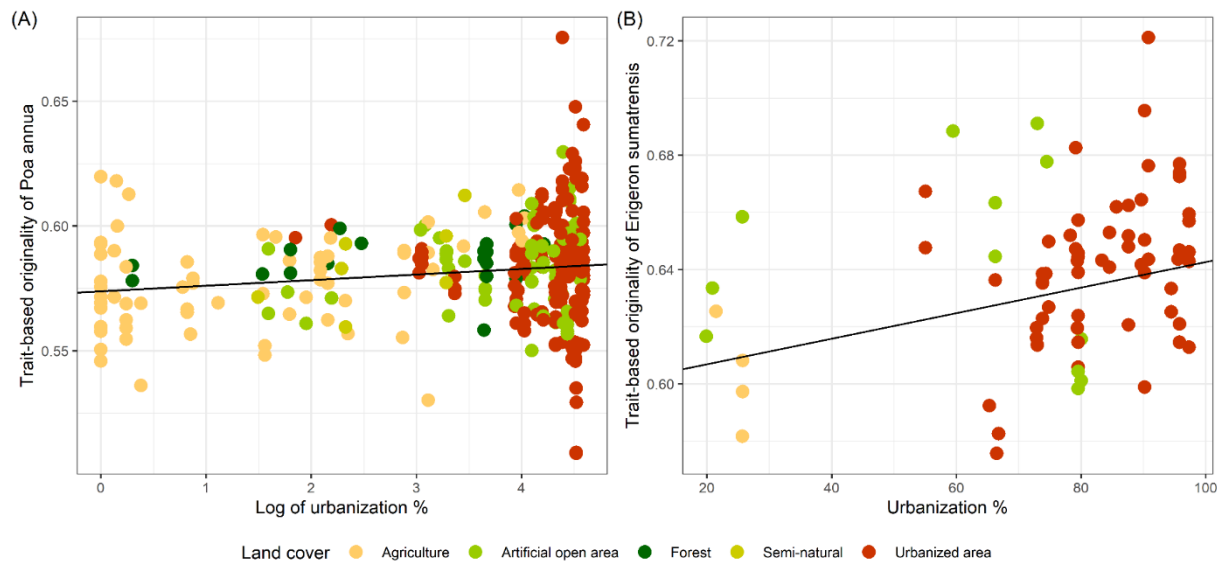 (A)
Trait-based originality of Poa annua
0.65
0.60
0.55
0
1
2
3
4
Log of urbanization %
(B)
Trait-based originality of Erigeron sumatrensis
0.72
0.68
0.64
0.60
20
40
60
80
100
Urbanization %
Land cover Agriculture Artificial open area Forest Semi-natural Urbanized area